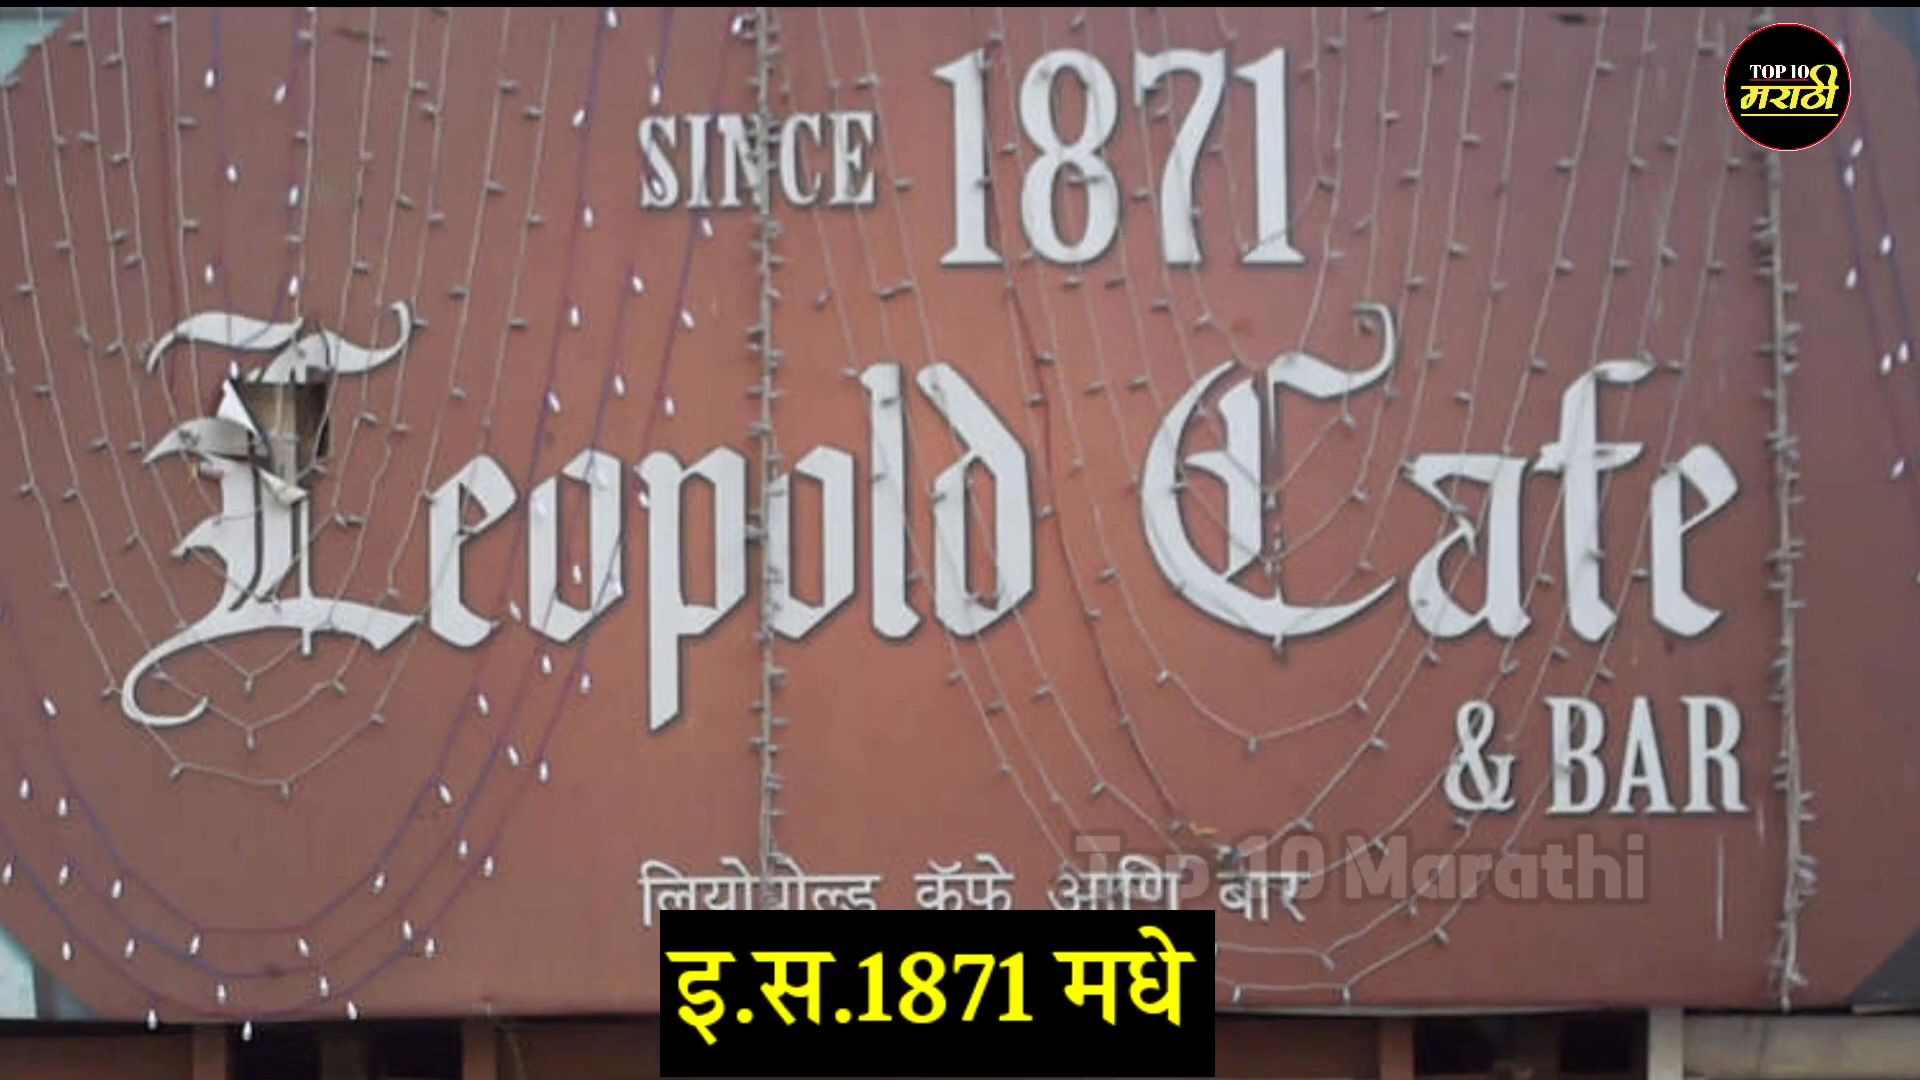 SINCE 1871
TOP 10
मराठी
Leopold Cafe
& BAR
Top 10 Marathi
लियोपोल्ड कॅफे आणि बार
इ.स.1871 मधे